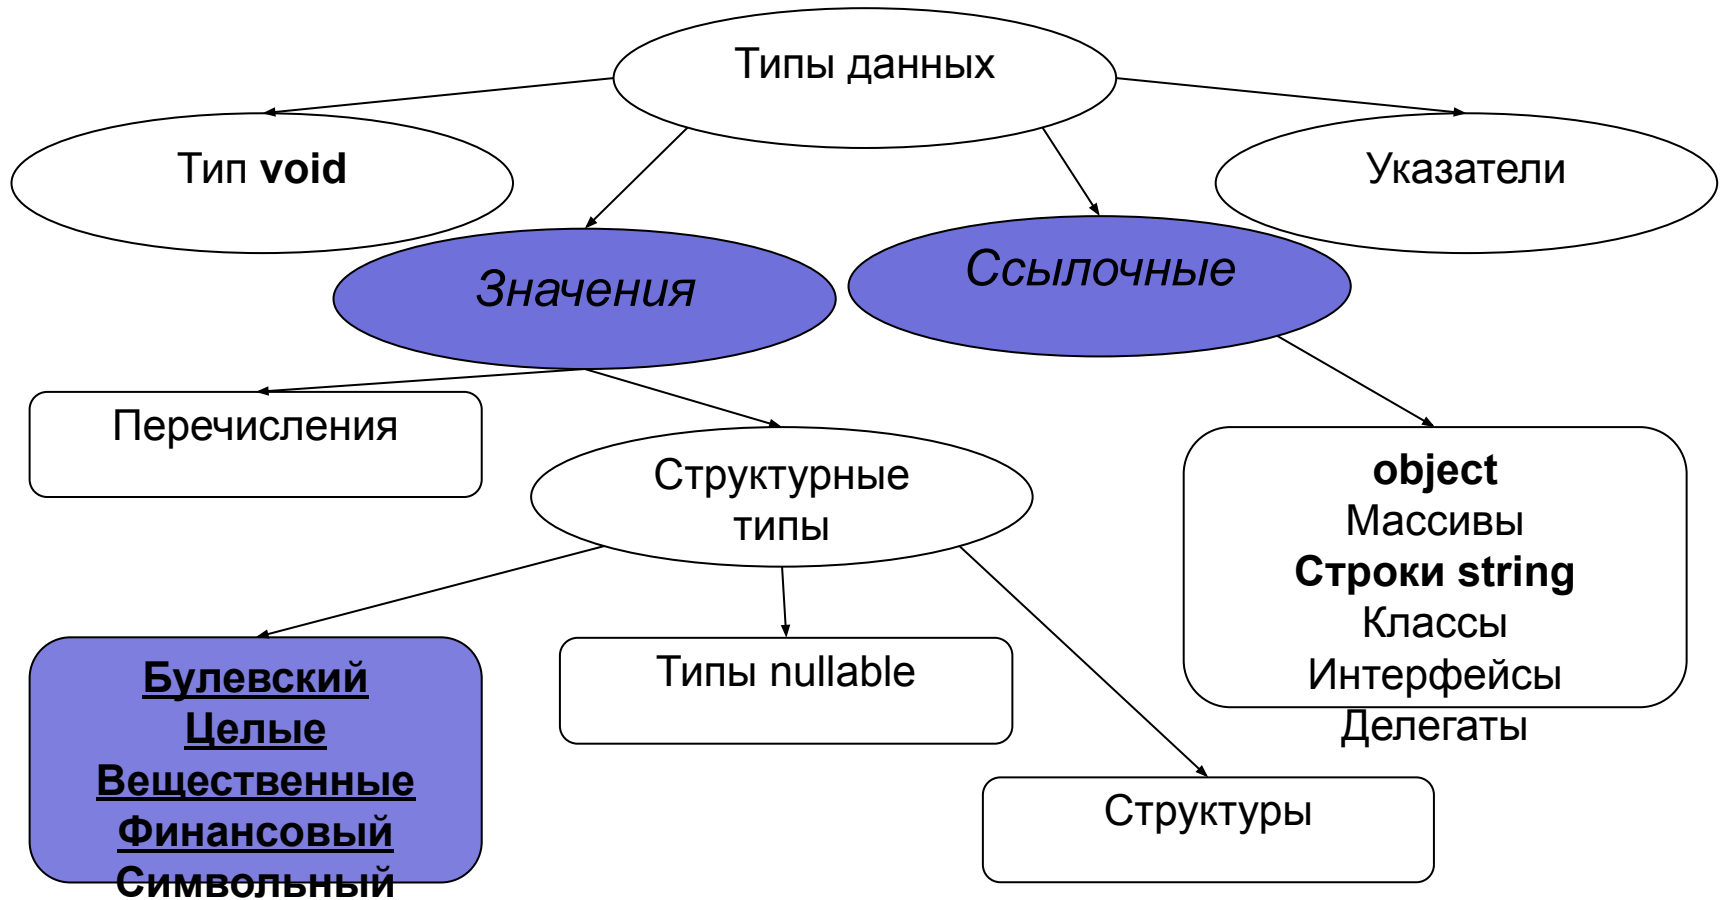 Типы данных
Тип void
Указатели
Значения
Ссылочные
Перечисления
Структурные
типы
object
Массивы
Строки string
Классы
Интерфейсы
Делегаты
Булевский
Целые
Вещественные
Финансовый
Символьный
Типы nullable
Структуры